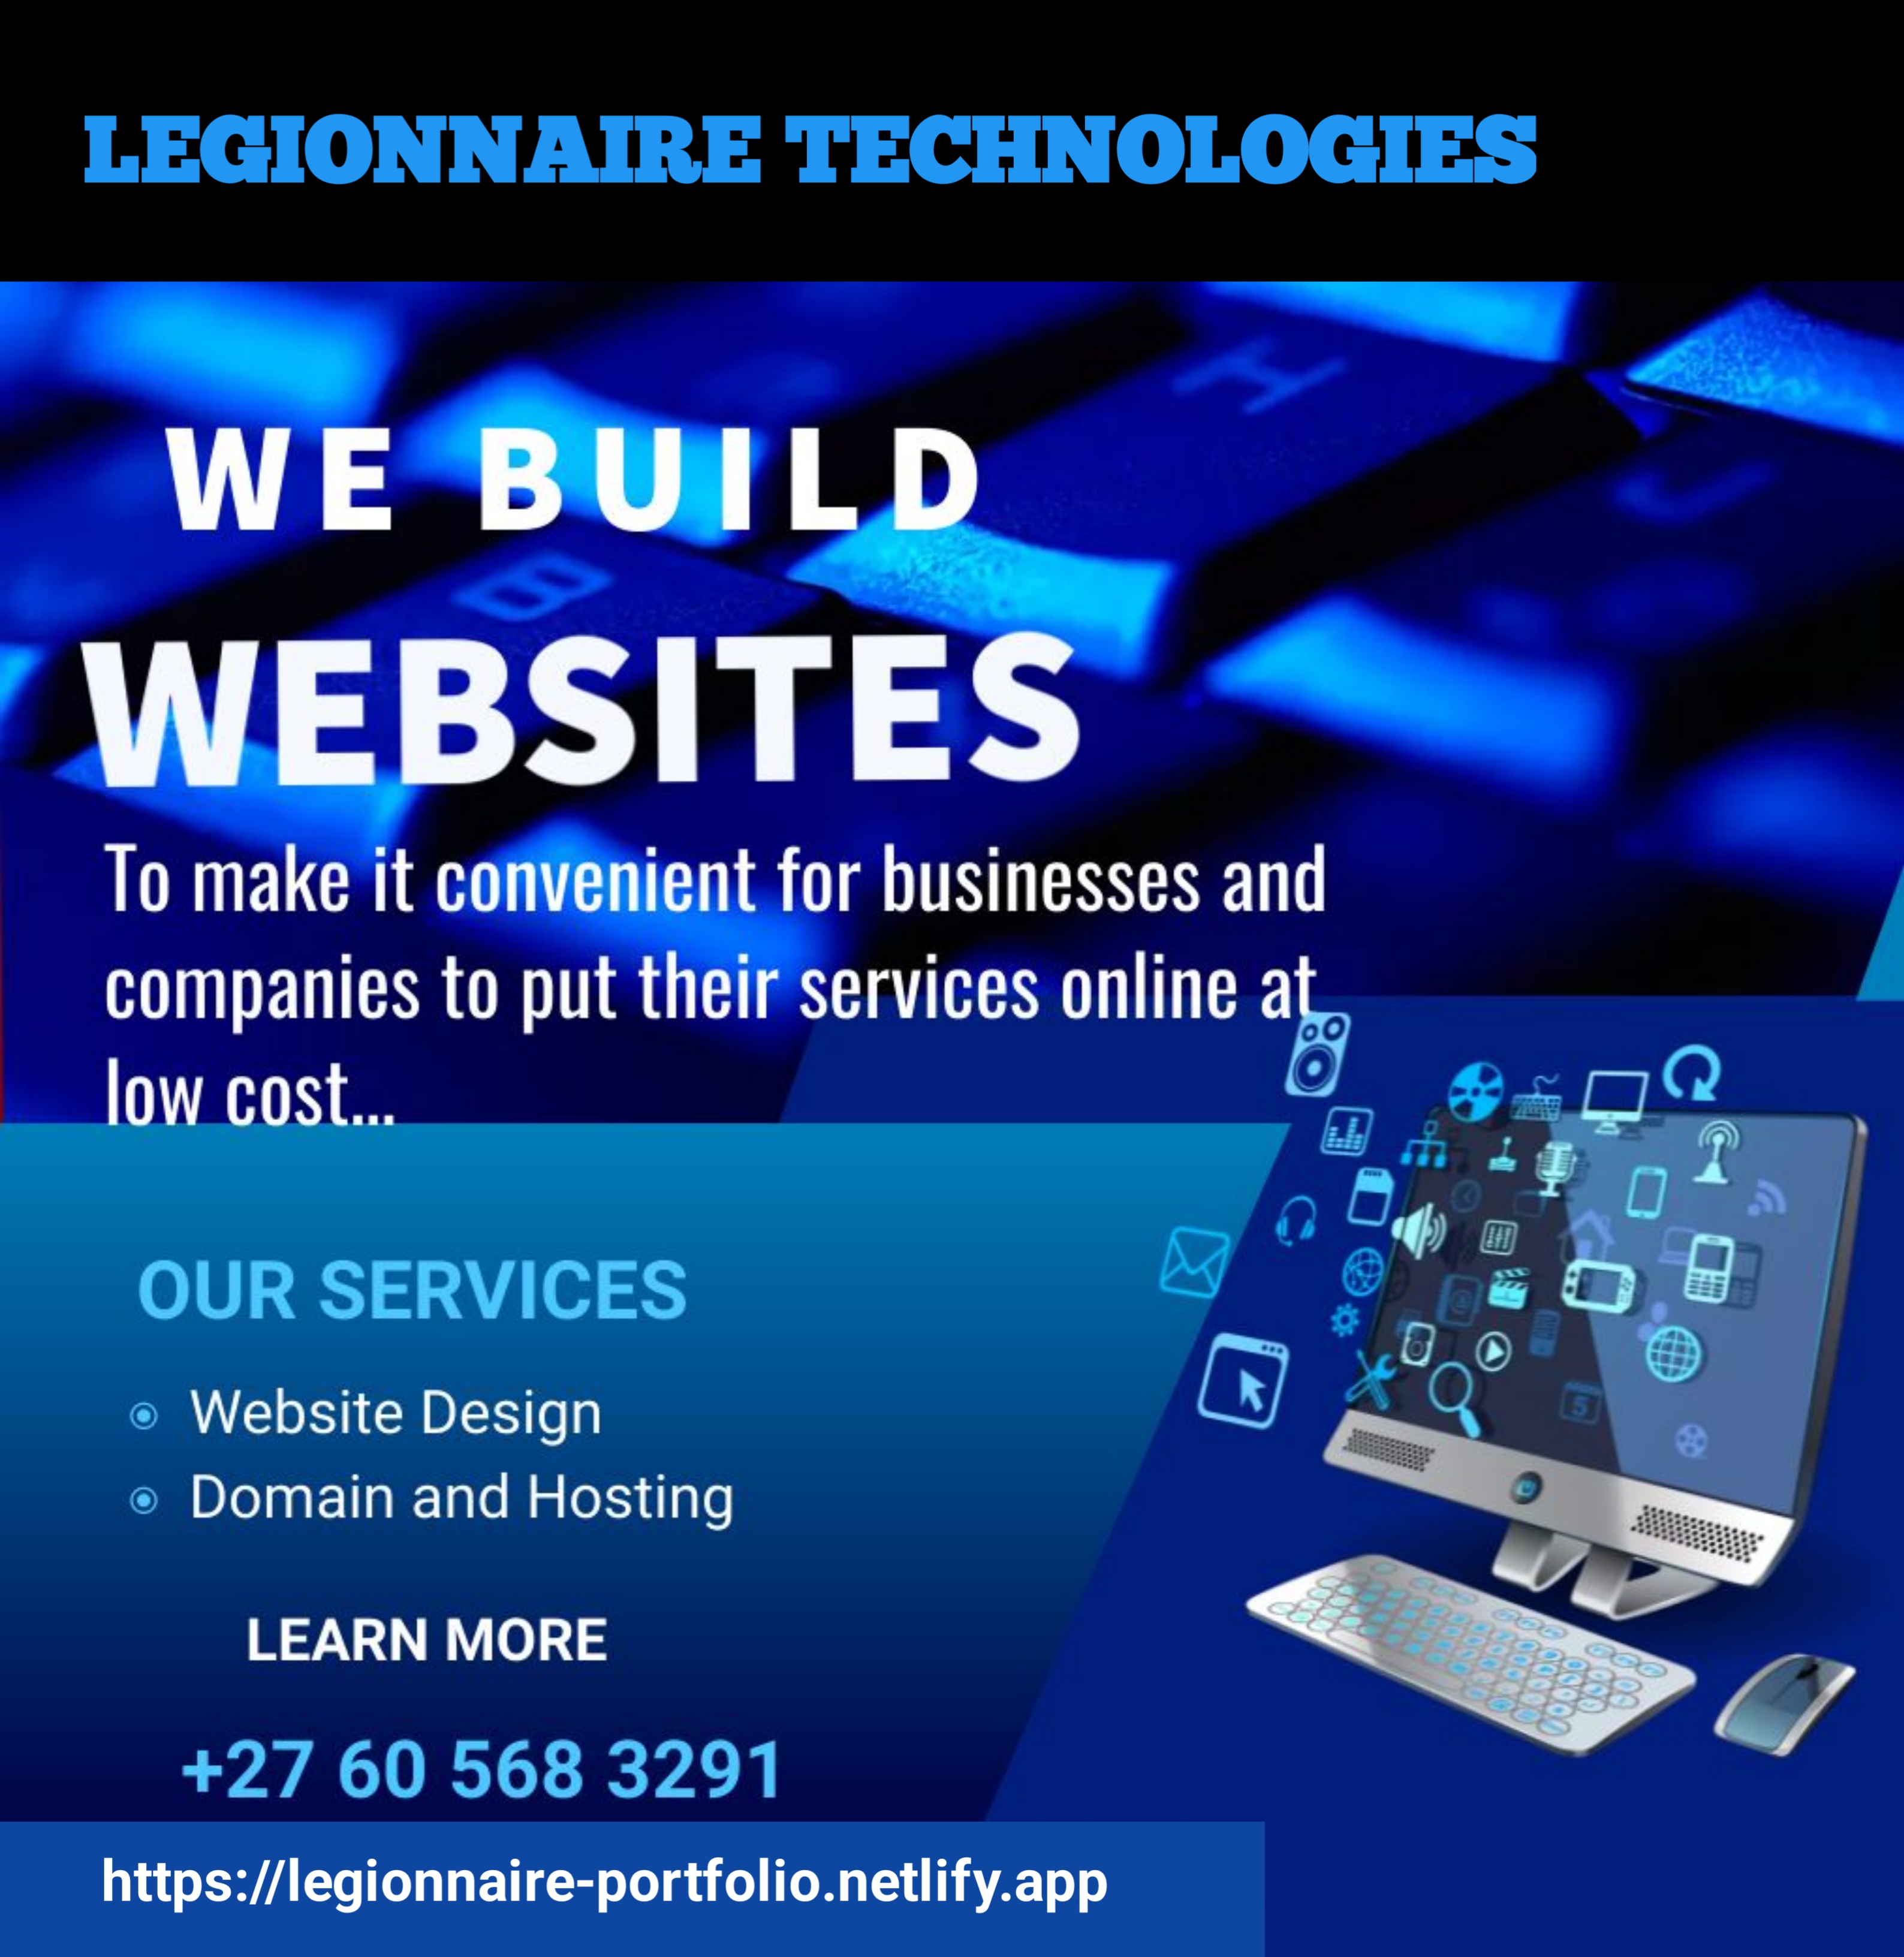 LEGIONNAIRE TECHNOLOGIES
WE BUILD
WEBSITES
To make it convenient for businesses and
companies to put their services online at
low cost...
OUR SERVICES
Website Design
Domain and Hosting
LEARN MORE
+27 60 568 3291
https://legionnaire-portfolio.netlify.app